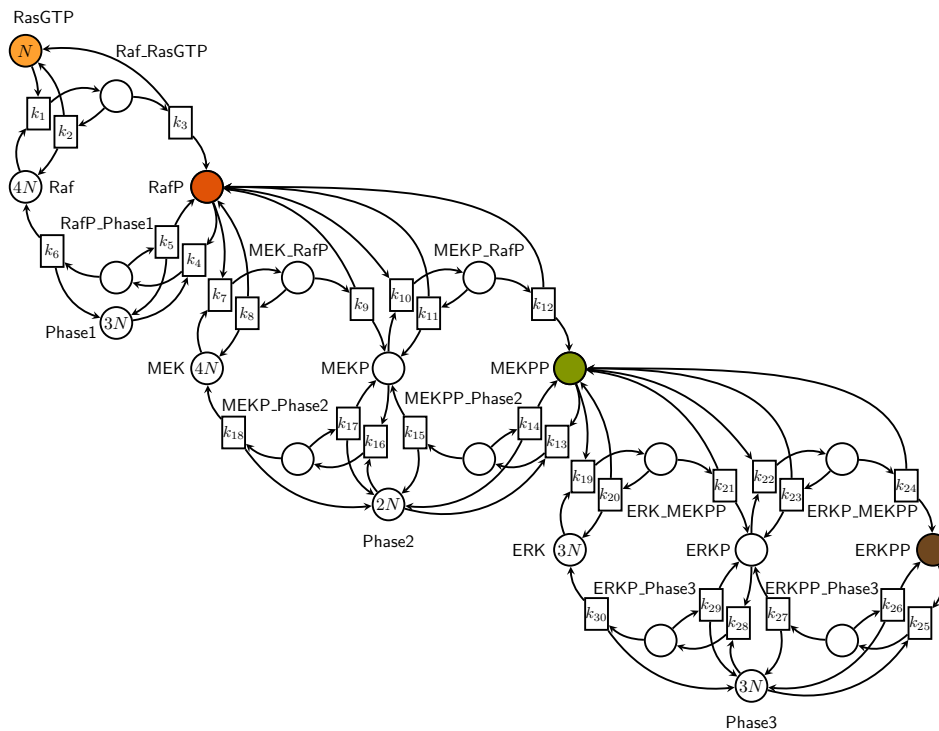 RasGTP
N
Raf_RasGTP
k1
k2
k3
4N
Raf
RafP
RafP_Phase1
k5
k6
k4
MEK_RafP
MEKP_RafP
k7
k8
k9
k10
k11
k12
3N
Phase1
MEK
4N
MEKP
MEKPP
MEKP_Phase2
MEKPP_Phase2
k18
k17
k16
k15
k14
k13
k19
k20
k21
k22
k23
k24
2N
ERK_MEKPP
ERKP_MEKPP
Phase2
ERK
3N
ERKP
ERKPP
ERKP_Phase3
ERKPP_Phase3
k30
k29
k28
k27
k26
k25
3N
Phase3